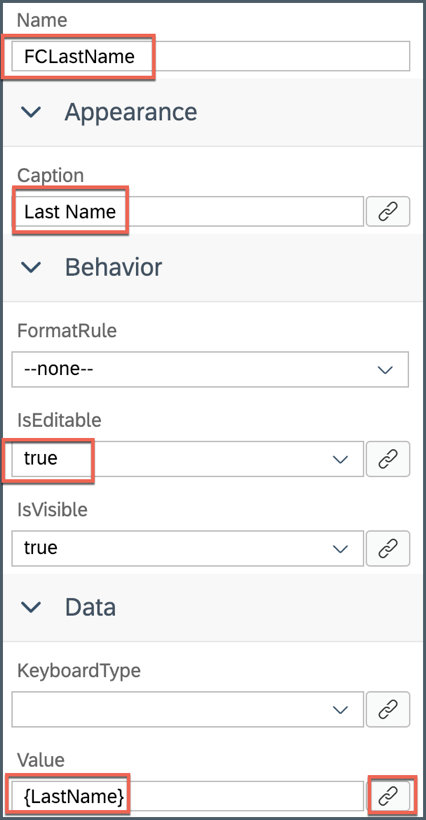 Name
FCLastName
Appearance
Caption
Last Name
Behavior
FormatRule
--none--
IsEditable
true
IsVisible
true
Data
KeyboardType
Value
{LastName}